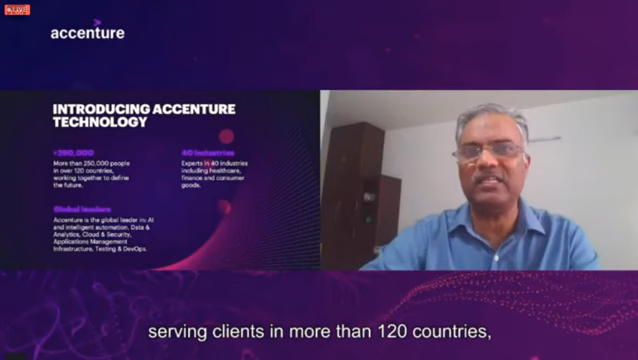 LIVE
accenture
INTRODUCING ACCENTURE
TECHNOLOGY
+250,000
More than 250,000 people
in over 120 countries,
working together to define
the future.
40 industries
Experts in 40 industries
including healthcare,
finance and consumer
goods.
Global leaders
Accenture is the global leader in: AI
and intelligent automation, Data &
Analytics, Cloud & Security,
Applications Management
Infrastructure, Testing & DevOps.
serving clients in more than 120 countries,